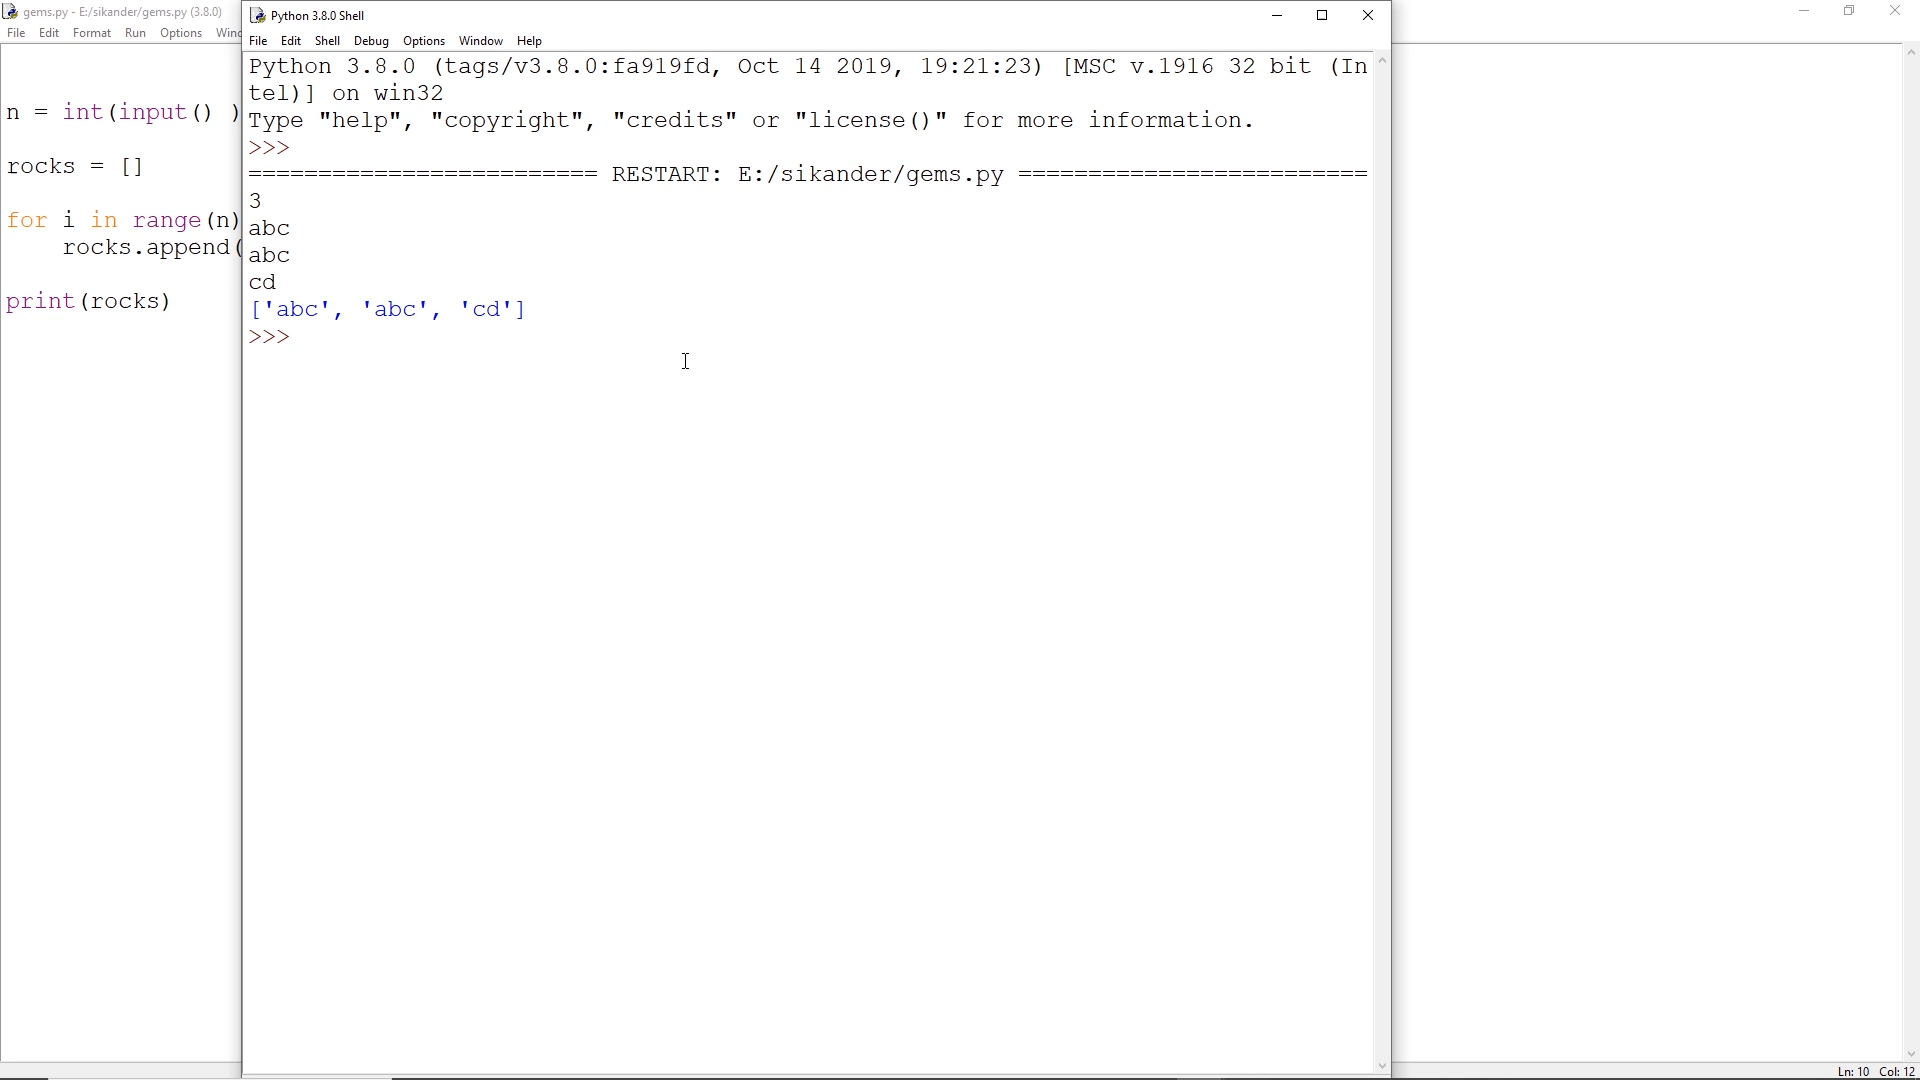 gems.py - E:/sikander/gems.py (3.8.0)
File Edit Format Run Options Wind
n = int(input() )
rocks = []
for i in range(n)
rocks.append(
print(rocks)
Python 3.8.0 Shell
File Edit Shell Debug Options Window Help
Python 3.8.0 (tags/v3.8.0:fa919fd, Oct 14 2019, 19:21:23) [MSC v.1916 32 bit (In
tel)] on win32
Type "help", "copyright", "credits" or "license()" for more information.
>>>
========================= RESTART: E:/sikander/gems.py =========================
3
abc
abc
cd
['abc', 'abc', 'cd']
>>>
Ln: 10 Col: 12